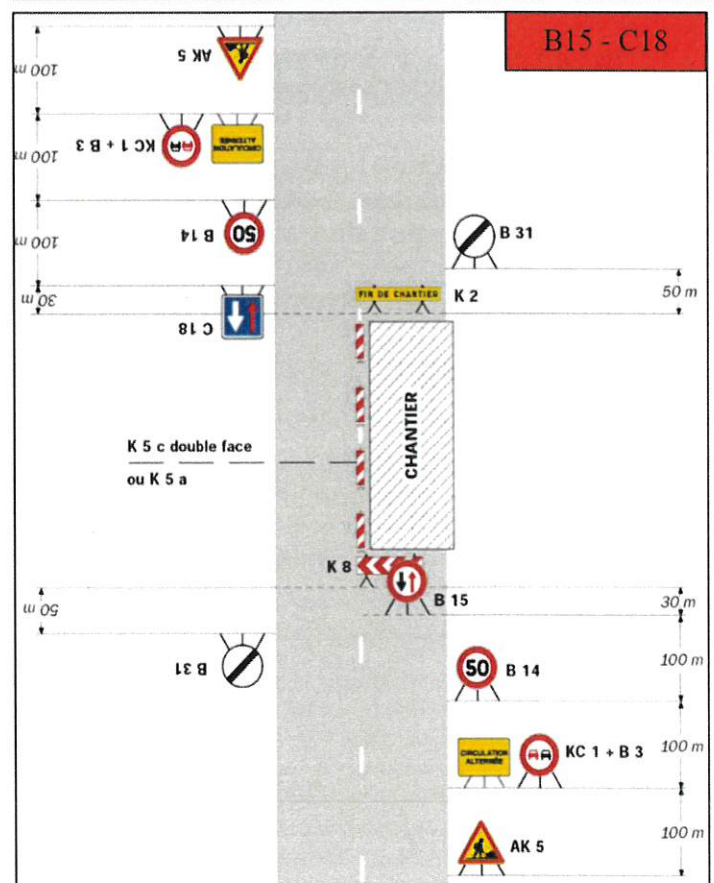 B15 - C18
AK 5
100 m
KC 1 + B 3
CIRCULATION
ALTERNÉE
100 m
B 14
50
100 m
C 18
30 m
B 31
50 m
FIN DE CHANTIER
K 2
CHANTIER
K 5 c double face
ou K 5 a
K 8
B 15
30 m
50 m
B 31
50
B 14
100 m
CIRCULATION
ALTERNÉE
KC 1 + B 3
100 m
AK 5
100 m